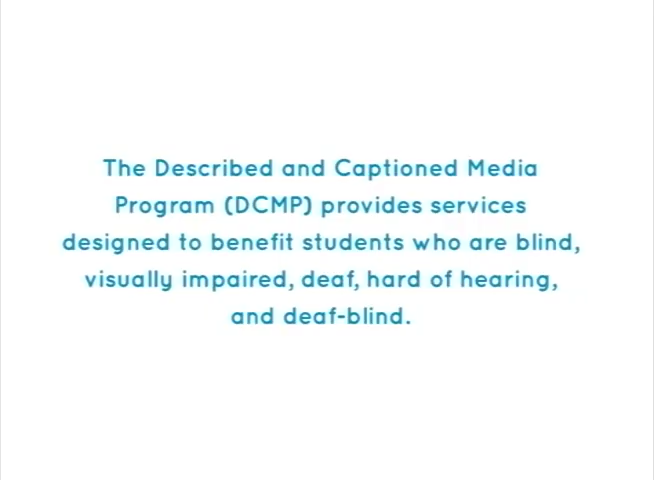 The Described and Captioned Media
Program (DCMP) provides services
designed to benefit students who are blind,
visually impaired, deaf, hard of hearing,
and deaf-blind.